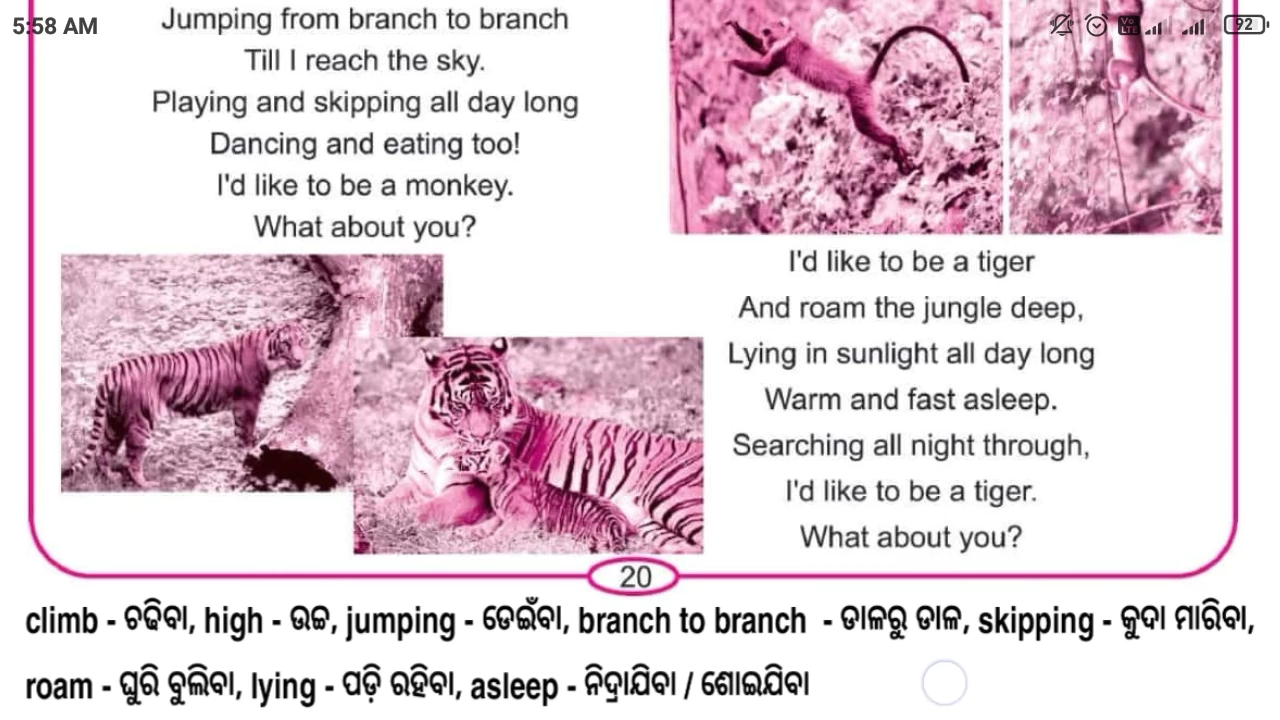 5:58 AM
Vo LTE
92
Jumping from branch to branch
Till I reach the sky.
Playing and skipping all day long
Dancing and eating too!
I'd like to be a monkey.
What about you?
I'd like to be a tiger
And roam the jungle deep,
Lying in sunlight all day long
Warm and fast asleep.
Searching all night through,
I'd like to be a tiger.
What about you?
20
climb - ଚଢିବା, high - ଉଚ୍ଚ, jumping - ଡେଇଁବା, branch to branch - ଡାଳରୁ ଡାଳ, skipping - କୁଦା ମାରିବା,
roam - ଘୁରି ବୁଲିବା, lying - ପଡ଼ି ରହିବା, asleep - ନିଦ୍ରାଯିବା / ଶୋଇଯିବା